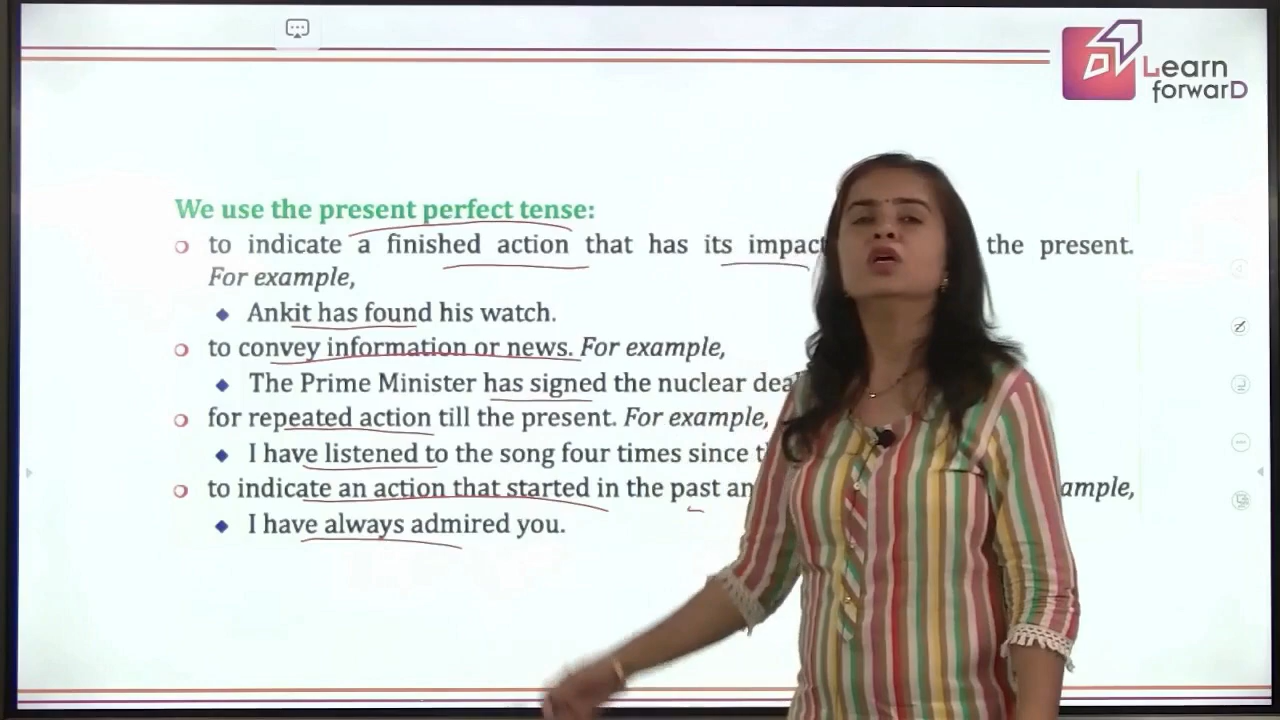 Learn
forwarD
We use the present perfect tense:
to indicate a finished action that has its impact the present.
For example,
Ankit has found his watch.
to convey information or news. For example,
The Prime Minister has signed the nuclear deal
for repeated action till the present. For example,
I have listened to the song four times since
to indicate an action that started in the past
I have always admired you.